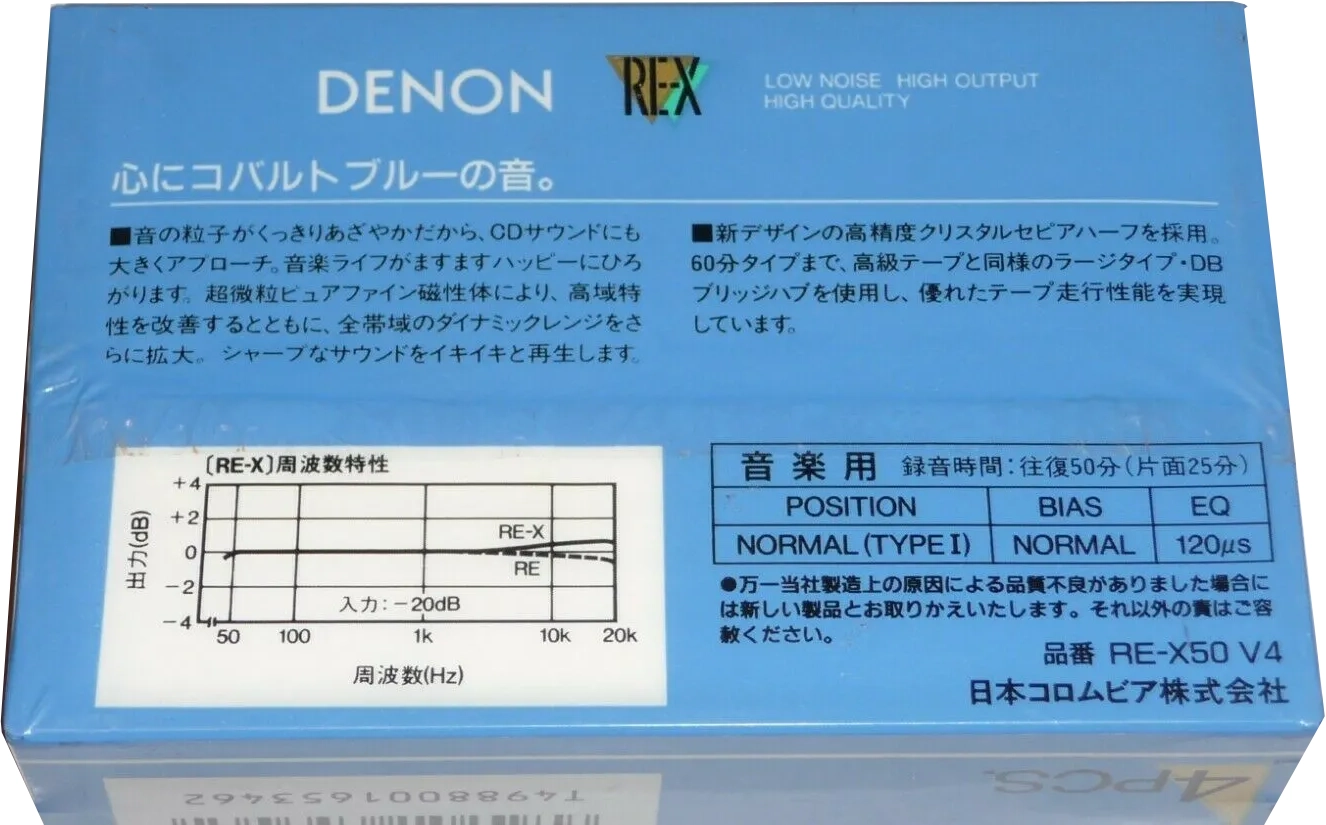 DENON
RE-X
LOW NOISE HIGH OUTPUT
HIGH QUALITY
心にコバルトブルーの音。
■音の粒子がくっきりあざやかだから、CDサウンドにも
大きくアプローチ。音楽ライフがますますハッピーにひろ
がります。超微粒ピュアファイン磁性体により、高域特
性を改善するとともに、全帯域のダイナミックレンジをさ
らに拡大。シャープなサウンドをイキイキと再生します。
■新デザインの高精度クリスタルセピアハーフを採用。
60分タイプまで、高級テープと同様のラージタイプ・DB
ブリッジハブを使用し、優れたテープ走行性能を実現
しています。
〔RE-X〕周波数特性
出力(dB)
+4
+2
0
-2
-4
RE-X
RE
入力:-20dB
50 100 1k 10k 20k
周波数(Hz)
音楽用 録音時間:往復50分(片面25分)
POSITION BIAS EQ
NORMAL(TYPE I) NORMAL 120μs
●万一当社製造上の原因による品質不良がありました場合に
は新しい製品とお取りかえいたします。それ以外の責はご容
赦ください。
品番 RE-X50 V4
日本コロムビア株式会社
4PCS.
T4988001653462